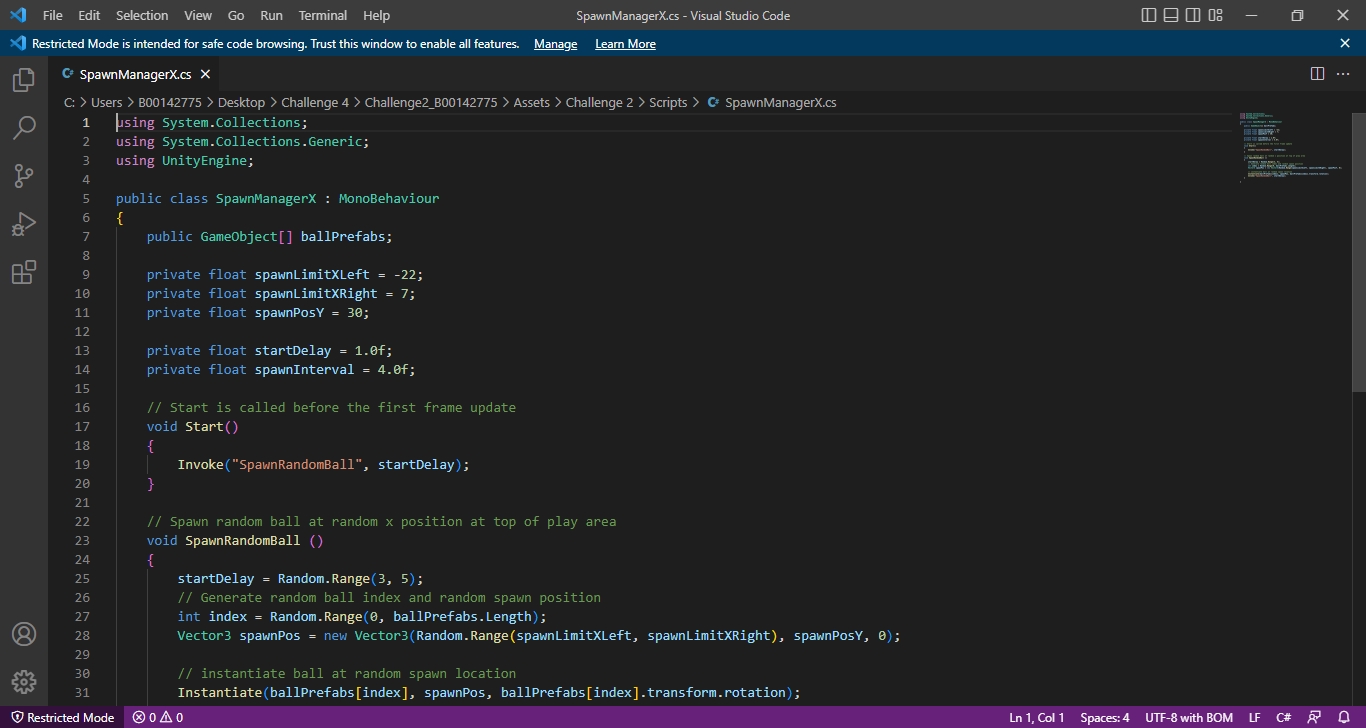 File Edit Selection View Go Run Terminal Help SpawnManagerX.cs - Visual Studio Code
Restricted Mode is intended for safe code browsing. Trust this window to enable all features. Manage Learn More
C# SpawnManagerX.cs
C: > Users > B00142775 > Desktop > Challenge 4 > Challenge2_B00142775 > Assets > Challenge 2 > Scripts > C# SpawnManagerX.cs
1 using System.Collections;
2 using System.Collections.Generic;
3 using UnityEngine;
4
5 public class SpawnManagerX : MonoBehaviour
6 {
7 public GameObject[] ballPrefabs;
8
9 private float spawnLimitXLeft = -22;
10 private float spawnLimitXRight = 7;
11 private float spawnPosY = 30;
12
13 private float startDelay = 1.0f;
14 private float spawnInterval = 4.0f;
15
16 // Start is called before the first frame update
17 void Start()
18 {
19 Invoke("SpawnRandomBall", startDelay);
20 }
21
22 // Spawn random ball at random x position at top of play area
23 void SpawnRandomBall ()
24 {
25 startDelay = Random.Range(3, 5);
26 // Generate random ball index and random spawn position
27 int index = Random.Range(0, ballPrefabs.Length);
28 Vector3 spawnPos = new Vector3(Random.Range(spawnLimitXLeft, spawnLimitXRight), spawnPosY, 0);
29
30 // instantiate ball at random spawn location
31 Instantiate(ballPrefabs[index], spawnPos, ballPrefabs[index].transform.rotation);
Restricted Mode 0 0 Ln 1, Col 1 Spaces: 4 UTF-8 with BOM LF C#